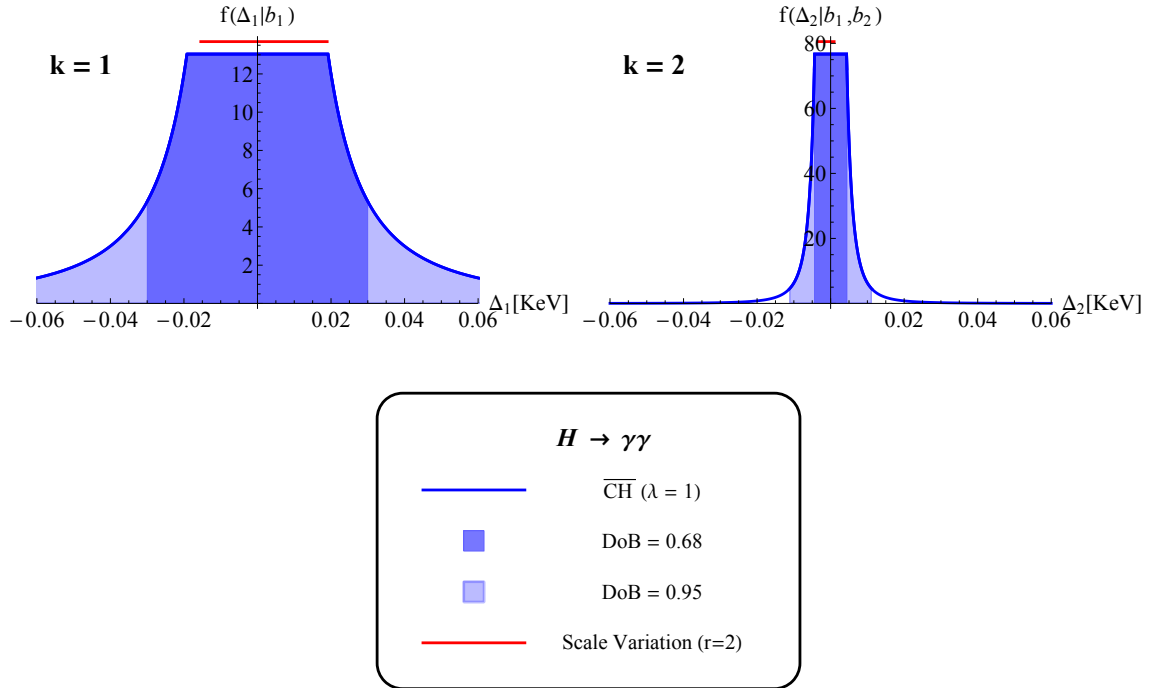 f(Δ₁|b₁)
k = 1
12
10
8
6
4
2
−0.06 −0.04 −0.02 0.02 0.04 0.06
Δ₁[KeV]
f(Δ₂|b₁,b₂)
k = 2
80
60
40
20
−0.06 −0.04 −0.02 0.02 0.04 0.06
Δ₂[KeV]
H → γγ
C̅H̅ (λ = 1)
DoB = 0.68
DoB = 0.95
Scale Variation (r=2)